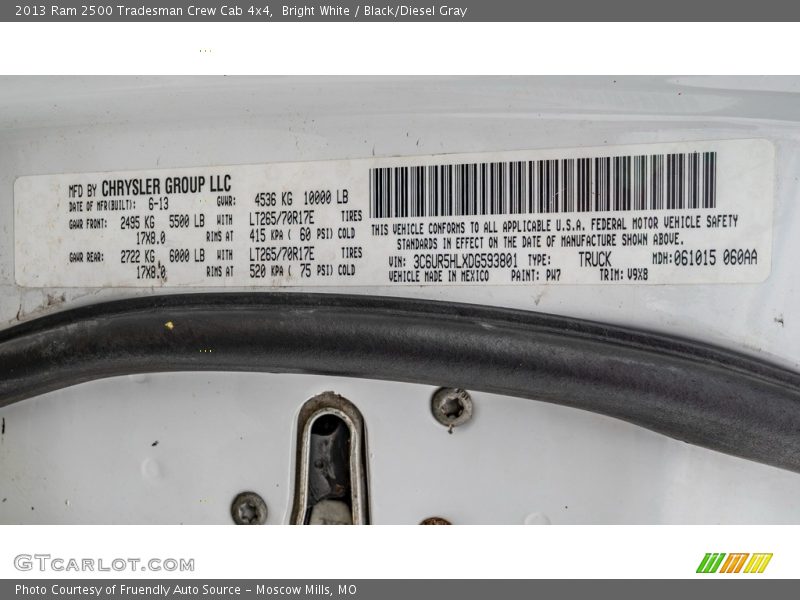 2013 Ram 2500 Tradesman Crew Cab 4x4,  Bright White / Black/Diesel Gray
MFD BY CHRYSLER GROUP LLC
DATE OF MFR(BUILT): 6-13 GVWR: 4536 KG 10000 LB
GAWR FRONT: 2495 KG 5500 LB WITH LT265/70R17E TIRES
17X8.0 RIMS AT 415 KPA ( 60 PSI) COLD
GAWR REAR: 2722 KG 6000 LB WITH LT265/70R17E TIRES
17X8.0 RIMS AT 520 KPA ( 75 PSI) COLD
THIS VEHICLE CONFORMS TO ALL APPLICABLE U.S.A. FEDERAL MOTOR VEHICLE SAFETY
STANDARDS IN EFFECT ON THE DATE OF MANUFACTURE SHOWN ABOVE.
VIN: 3C6UR5HLXDG593801 TYPE: TRUCK MDH: 061015 060AA
VEHICLE MADE IN MEXICO PAINT: PW7 TRIM: V9X8
GTCARLOT.COM
Photo Courtesy of Fruendly Auto Source - Moscow Mills, MO